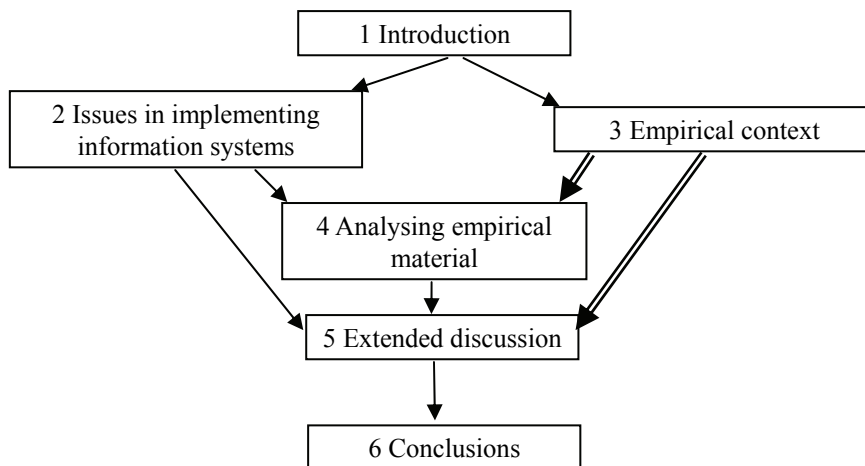 1 Introduction
2 Issues in implementing
information systems
3 Empirical context
4 Analysing empirical
material
5 Extended discussion
6 Conclusions